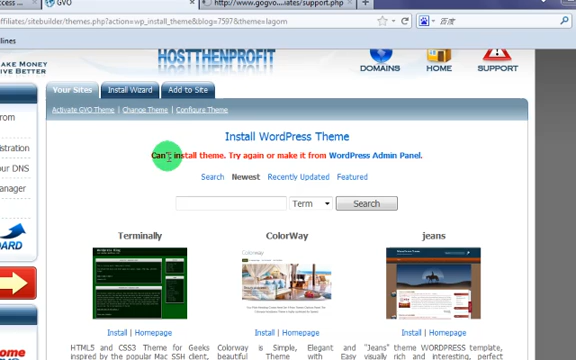 GVO
http://www.gogvo.
iates/support.php
affiliates/sitebuilder/themes.php?action=wp_install_theme&blog=7597&theme=lagom
百度
lines
MAKE MONEY
IVE BETTER
HOSTTHENPROFIT
DOMAINS
HOME
SUPPORT
Your Sites
Install Wizard
Add to Site
Activate GVO Theme | Change Theme | Configure Theme
rom
istration
our DNS
anager
ARD
Install WordPress Theme
Can't install theme. Try again or make it from WordPress Admin Panel.
Search Newest Recently Updated Featured
Term
Search
Terminally
ColorWay
jeans
Install | Homepage
Install | Homepage
Install | Homepage
HTML5 and CSS3 Theme for Geeks
inspired by the popular Mac SSH client,
Colorway is Simple, Elegant and
beautiful Theme with Easy
"Jeans" theme WORDPRESS template,
visually rich and interesting, perfect